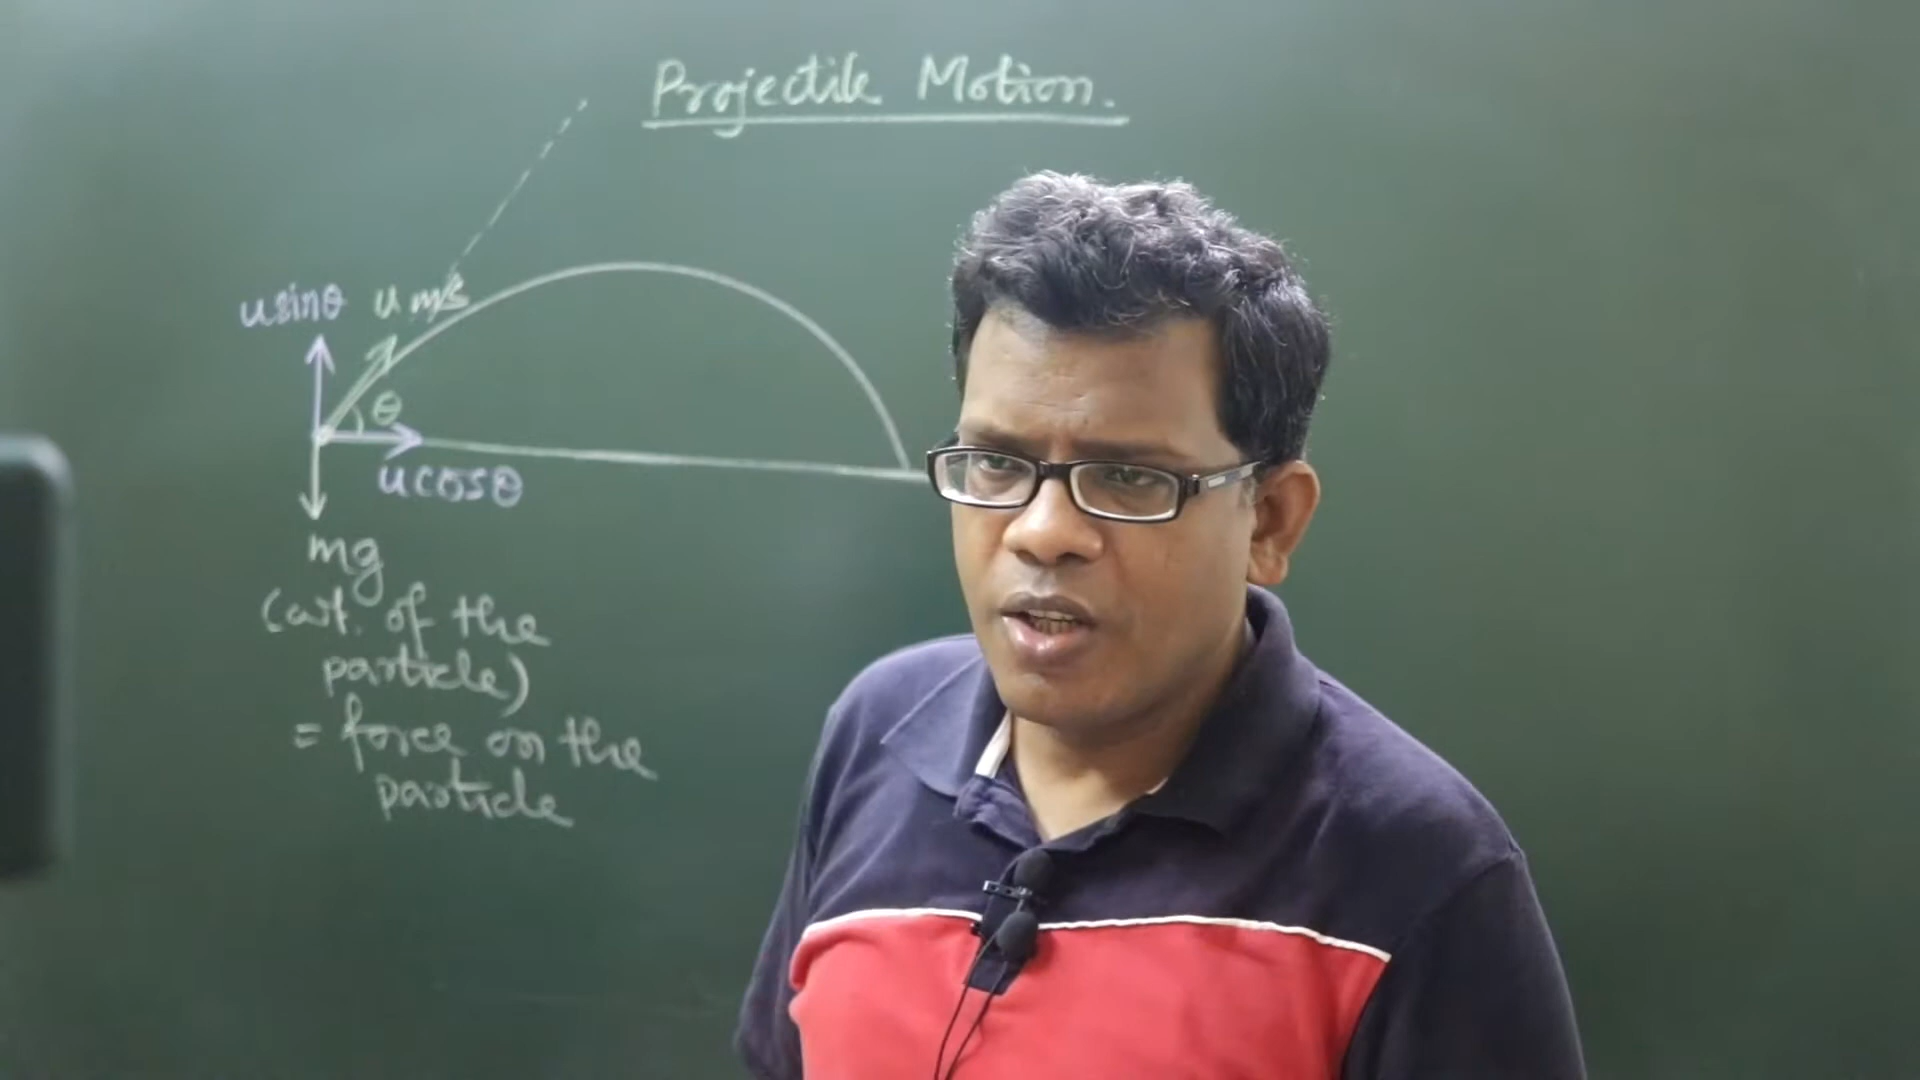 Projectile Motion.
usinθ
u m/s
θ
ucosθ
mg
(wt. of the
particle)
= force on the
particle